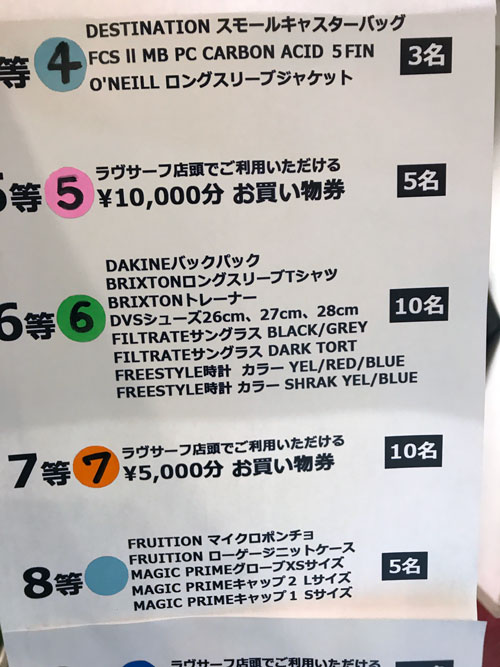 DESTINATION スモールキャスターバッグ
等 4 FCS II MB PC CARBON ACID 5 FIN 3名
O'NEILL ロングスリーブジャケット
ラヴサーフ店頭でご利用いただける
5等 5 ¥10,000分 お買い物券 5名
DAKINEバックパック
BRIXTONロングスリーブTシャツ
BRIXTONトレーナー
6等 6 DVSシューズ26cm、27cm、28cm 10名
FILTRATEサングラス BLACK/GREY
FILTRATEサングラス DARK TORT
FREESTYLE時計 カラー YEL/RED/BLUE
FREESTYLE時計 カラー SHRAK YEL/BLUE
ラヴサーフ店頭でご利用いただける
7等 7 ¥5,000分 お買い物券 10名
FRUITION マイクロポンチョ
FRUITION ローゲージニットケース
8等 MAGIC PRIMEグローブXSサイズ 5名
MAGIC PRIMEキャップ2 Lサイズ
MAGIC PRIMEキャップ1 Sサイズ
ラヴサーフ店頭でご利用いただける